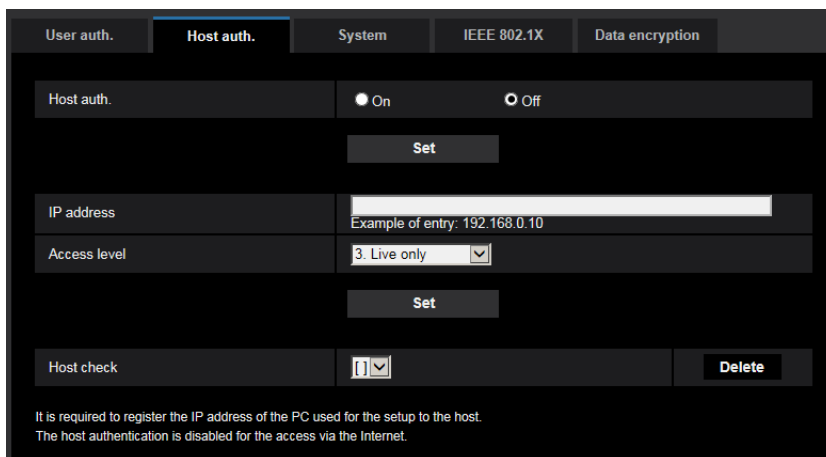 User auth. Host auth. System IEEE 802.1X Data encryption
Host auth. On Off
Set
IP address
Example of entry: 192.168.0.10
Access level 3. Live only
Set
Host check [ ] Delete
It is required to register the IP address of the PC used for the setup to the host.
The host authentication is disabled for the access via the Internet.